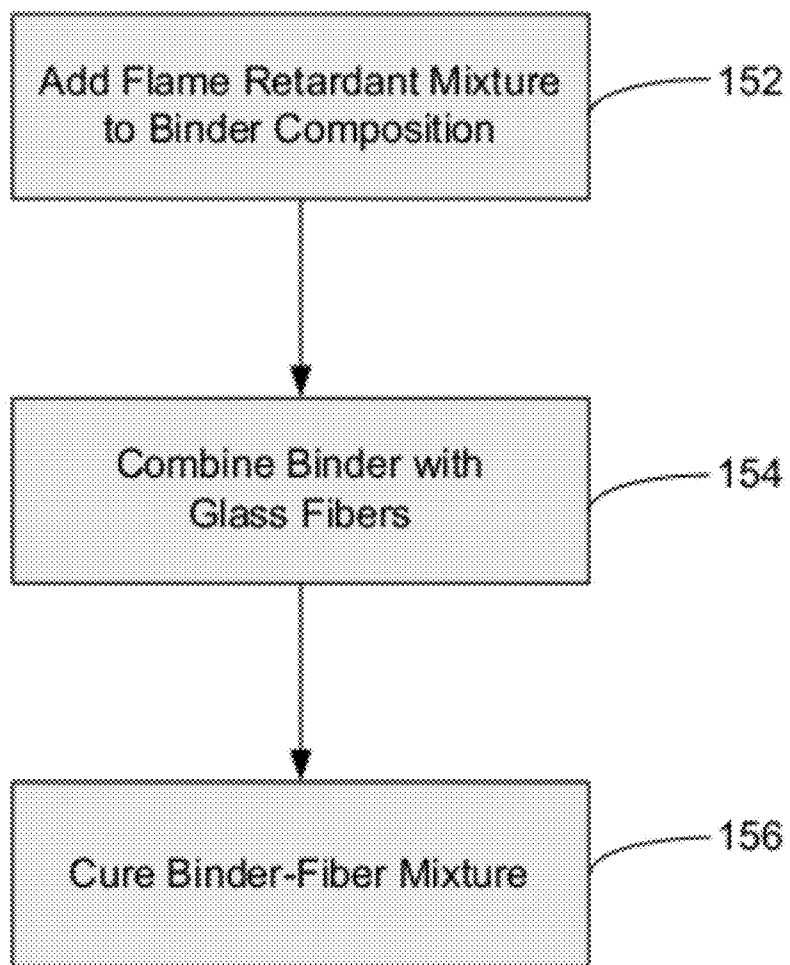 Add Flame Retardant Mixture
to Binder Composition
152
Combine Binder with
Glass Fibers
154
Cure Binder-Fiber Mixture
156